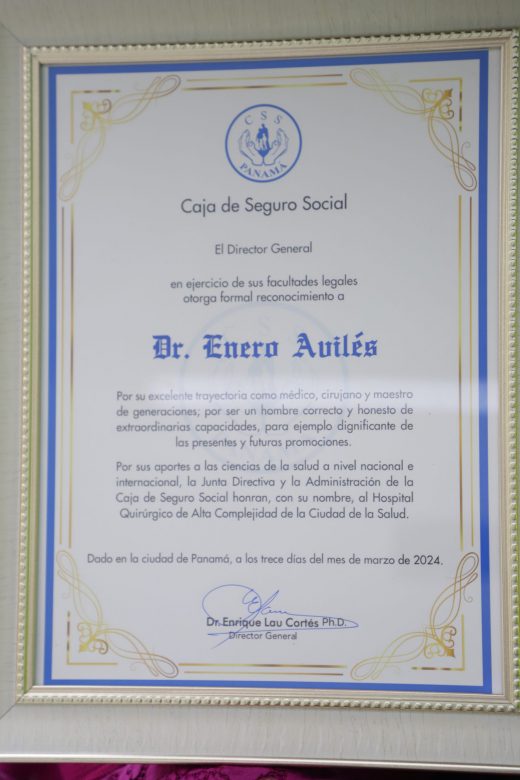 CSS
PANAMÁ
Caja de Seguro Social
El Director General
en ejercicio de sus facultades legales
otorga formal reconocimiento a
Dr. Enero Avilés
Por su excelente trayectoria como médico, cirujano y maestro
de generaciones; por ser un hombre correcto y honesto de
extraordinarias capacidades, para ejemplo dignificante de
las presentes y futuras promociones.
Por sus aportes a las ciencias de la salud a nivel nacional e
internacional, la Junta Directiva y la Administración de la
Caja de Seguro Social honran, con su nombre, al Hospital
Quirúrgico de Alta Complejidad de la Ciudad de la Salud.
Dado en la ciudad de Panamá, a los trece días del mes de marzo de 2024.
Dr. Enrique Lau Cortés Ph.D.
Director General